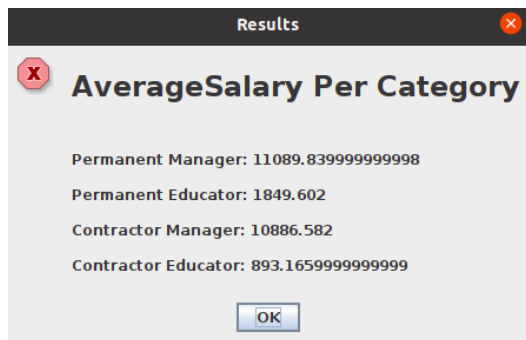 Results
AverageSalary Per Category
Permanent Manager: 11089.839999999998
Permanent Educator: 1849.602
Contractor Manager: 10886.582
Contractor Educator: 893.1659999999999
OK